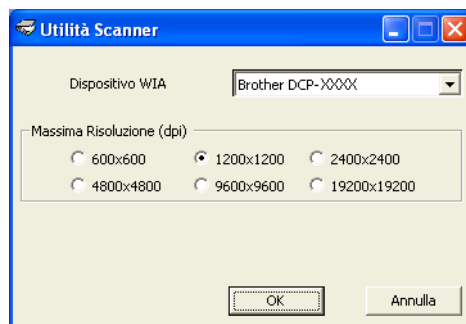 Utilità Scanner
Dispositivo WIA Brother DCP-XXXX
Massima Risoluzione (dpi)
600x600 1200x1200 2400x2400
4800x4800 9600x9600 19200x19200
OK Annulla